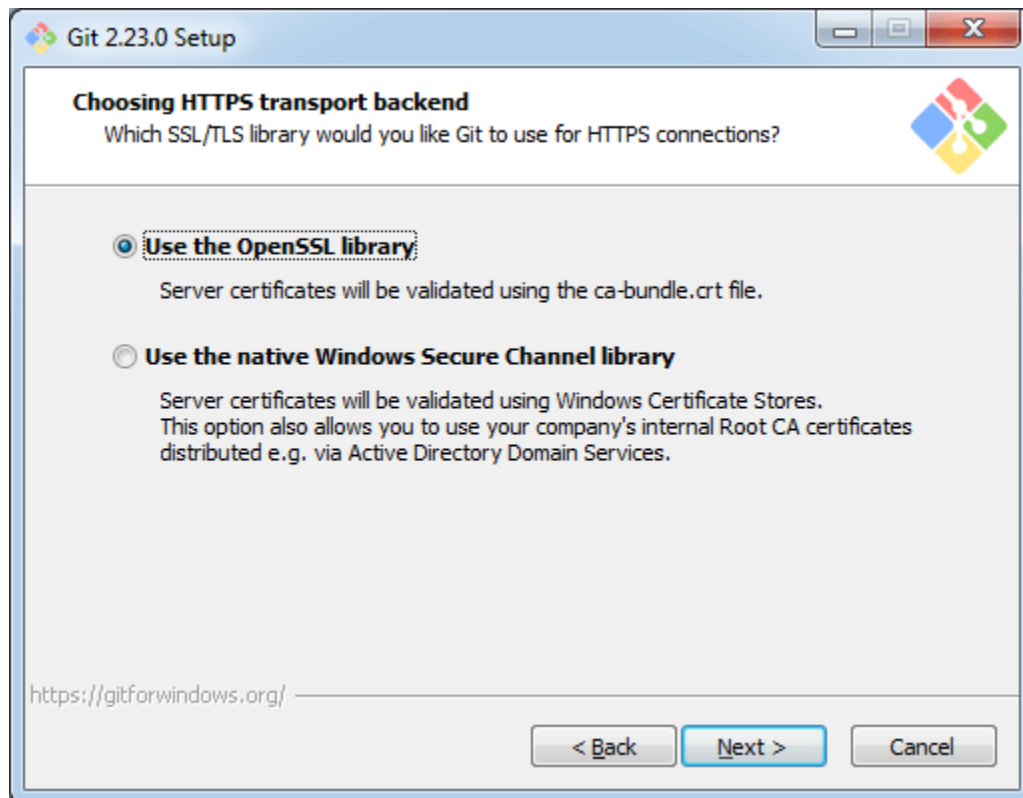 Git 2.23.0 Setup
Choosing HTTPS transport backend
Which SSL/TLS library would you like Git to use for HTTPS connections?
Use the OpenSSL library
Server certificates will be validated using the ca-bundle.crt file.
Use the native Windows Secure Channel library
Server certificates will be validated using Windows Certificate Stores.
This option also allows you to use your company's internal Root CA certificates
distributed e.g. via Active Directory Domain Services.
https://gitforwindows.org/
< Back
Next >
Cancel